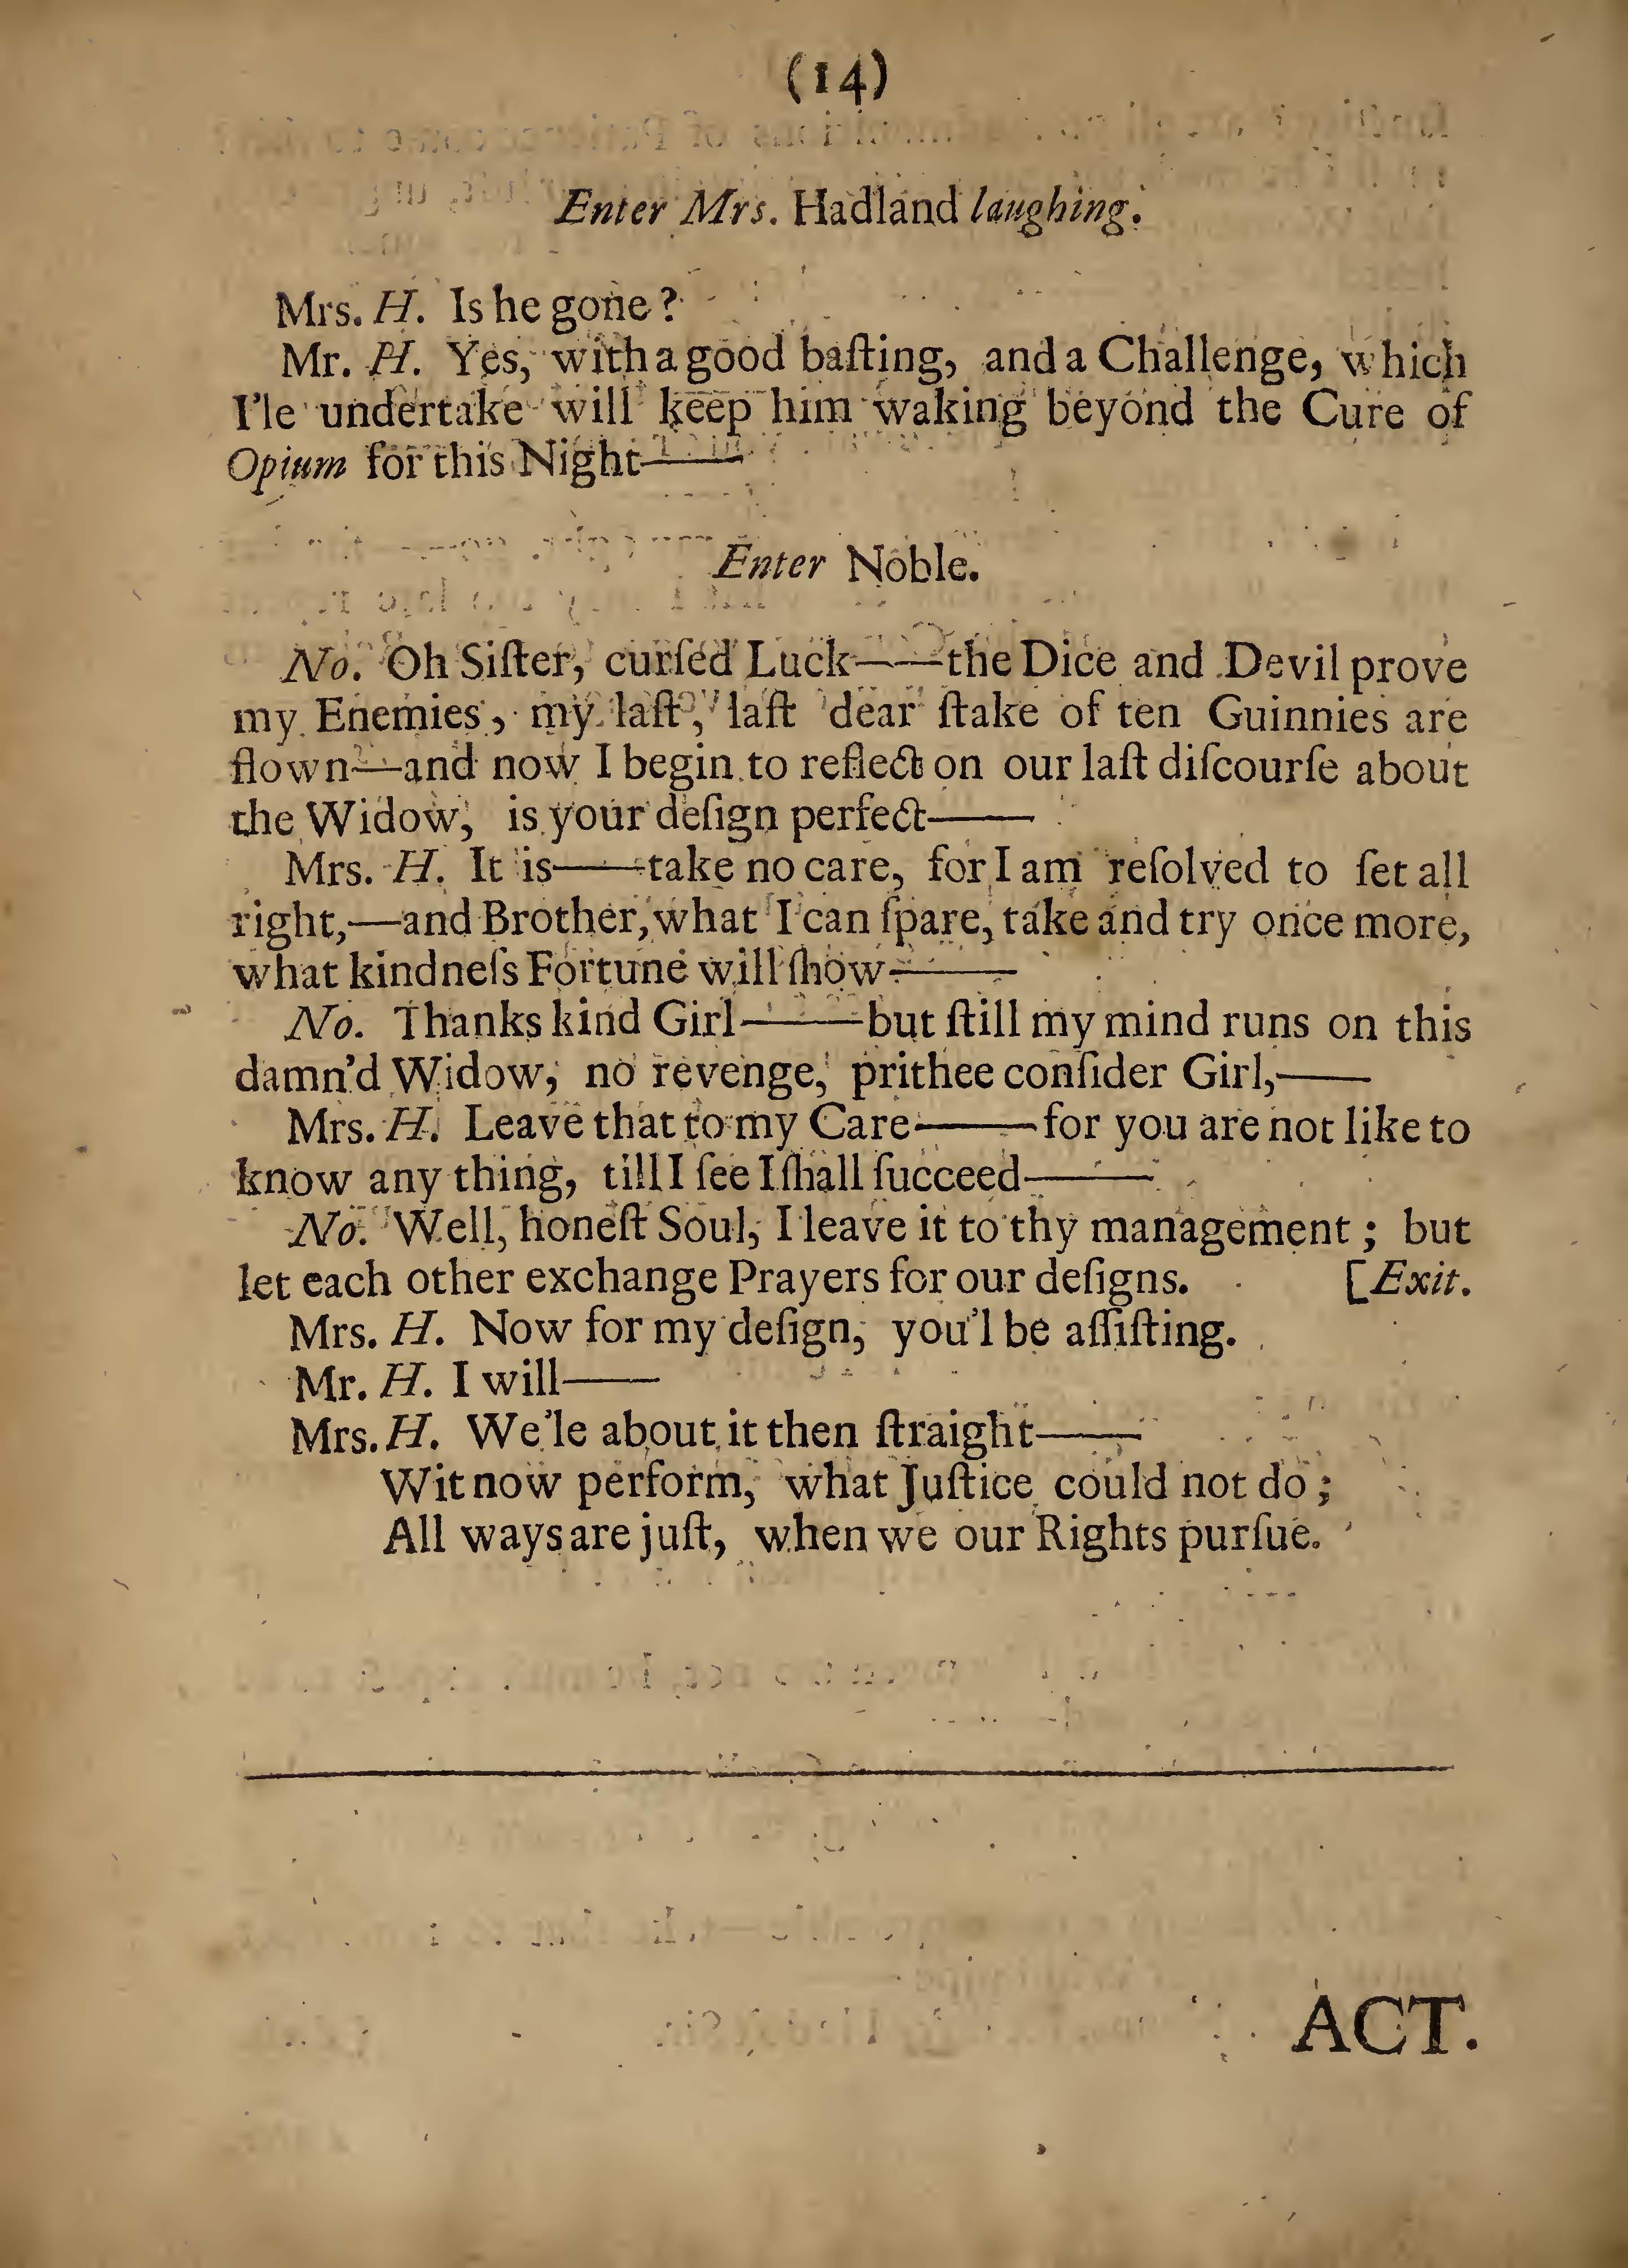 (14)
Enter Mrs. Hadland laughing.
Mrs. H. Is he gone?
Mr. H. Yes, with a good baſting, and a Challenge, which
I'le undertake will keep him waking beyond the Cure of
Opium for this Night——
Enter Noble.
No. Oh Siſter, curſed Luck——the Dice and Devil prove
my Enemies, my laſt, laſt dear ſtake of ten Guinnies are
flown—and now I begin to reflect on our laſt diſcourſe about
the Widow, is your deſign perfect——
Mrs. H. It is——take no care, for I am reſolved to ſet all
right,—and Brother, what I can ſpare, take and try once more,
what kindneſs Fortune will ſhow——
No. Thanks kind Girl——but ſtill my mind runs on this
damn'd Widow, no revenge, prithee conſider Girl,——
Mrs. H. Leave that to my Care——for you are not like to
know any thing, till I ſee I ſhall ſucceed——
No. Well, honeſt Soul, I leave it to thy management; but
let each other exchange Prayers for our deſigns. [Exit.
Mrs. H. Now for my deſign, you'l be aſſiſting.
Mr. H. I will——
Mrs. H. We'le about it then ſtraight——
Wit now perform, what Juſtice could not do;
All ways are juſt, when we our Rights purſue.
ACT.